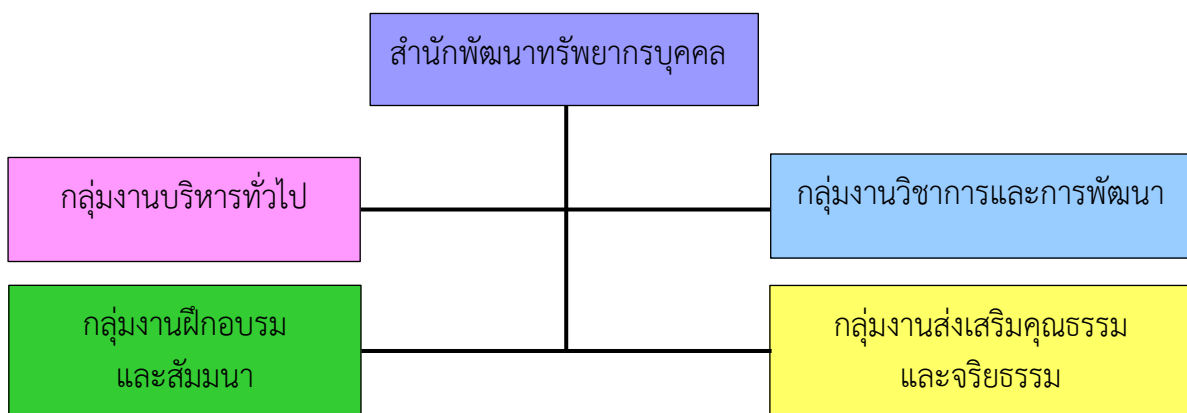 สำนักพัฒนาทรัพยากรบุคคล
กลุ่มงานบริหารทั่วไป
กลุ่มงานวิชาการและการพัฒนา
กลุ่มงานฝึกอบรม
และสัมมนา
กลุ่มงานส่งเสริมคุณธรรม
และจริยธรรม